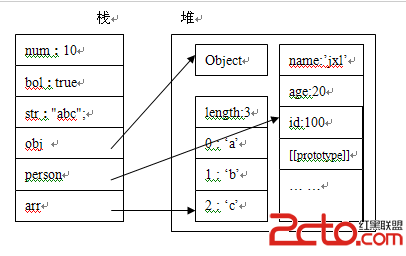 栈
堆
num : 10
bol : true
str : "abc";
obj
person
arr
Object
length:3
0 : ‘a’
1 : ‘b’
2 : ‘c’
name:’jxl’
age:20
id:100
[[prototype]]
… …
2cto.com
红黑联盟